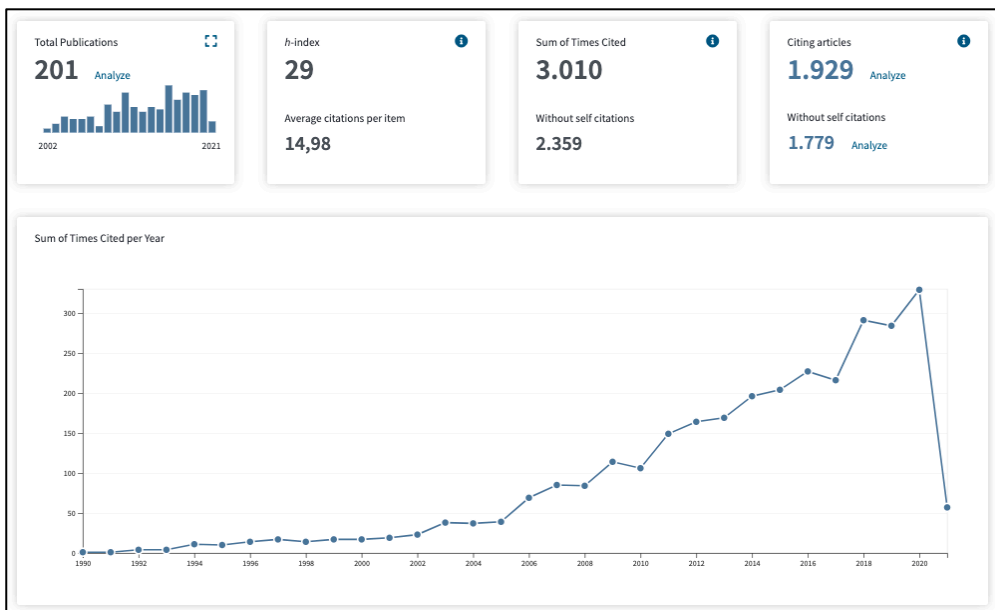 Total Publications
201 Analyze
2002 2021
h-index
29
Average citations per item
14,98
Sum of Times Cited
3.010
Without self citations
2.359
Citing articles
1.929 Analyze
Without self citations
1.779 Analyze
Sum of Times Cited per Year
300
250
200
150
100
50
0
1990 1992 1994 1996 1998 2000 2002 2004 2006 2008 2010 2012 2014 2016 2018 2020